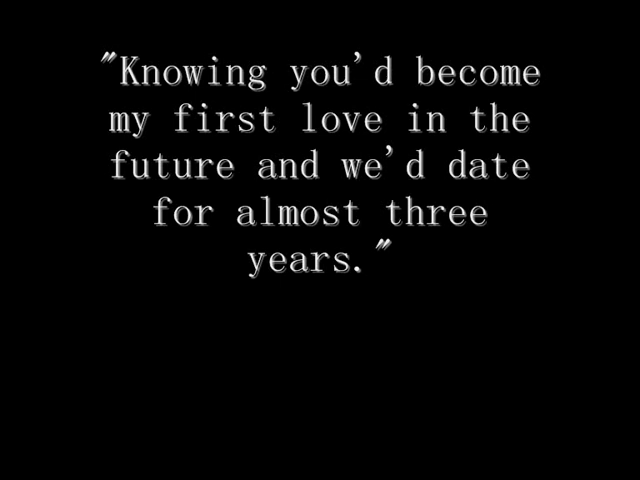 "Knowing you'd become
my first love in the
future and we'd date
for almost three
years."